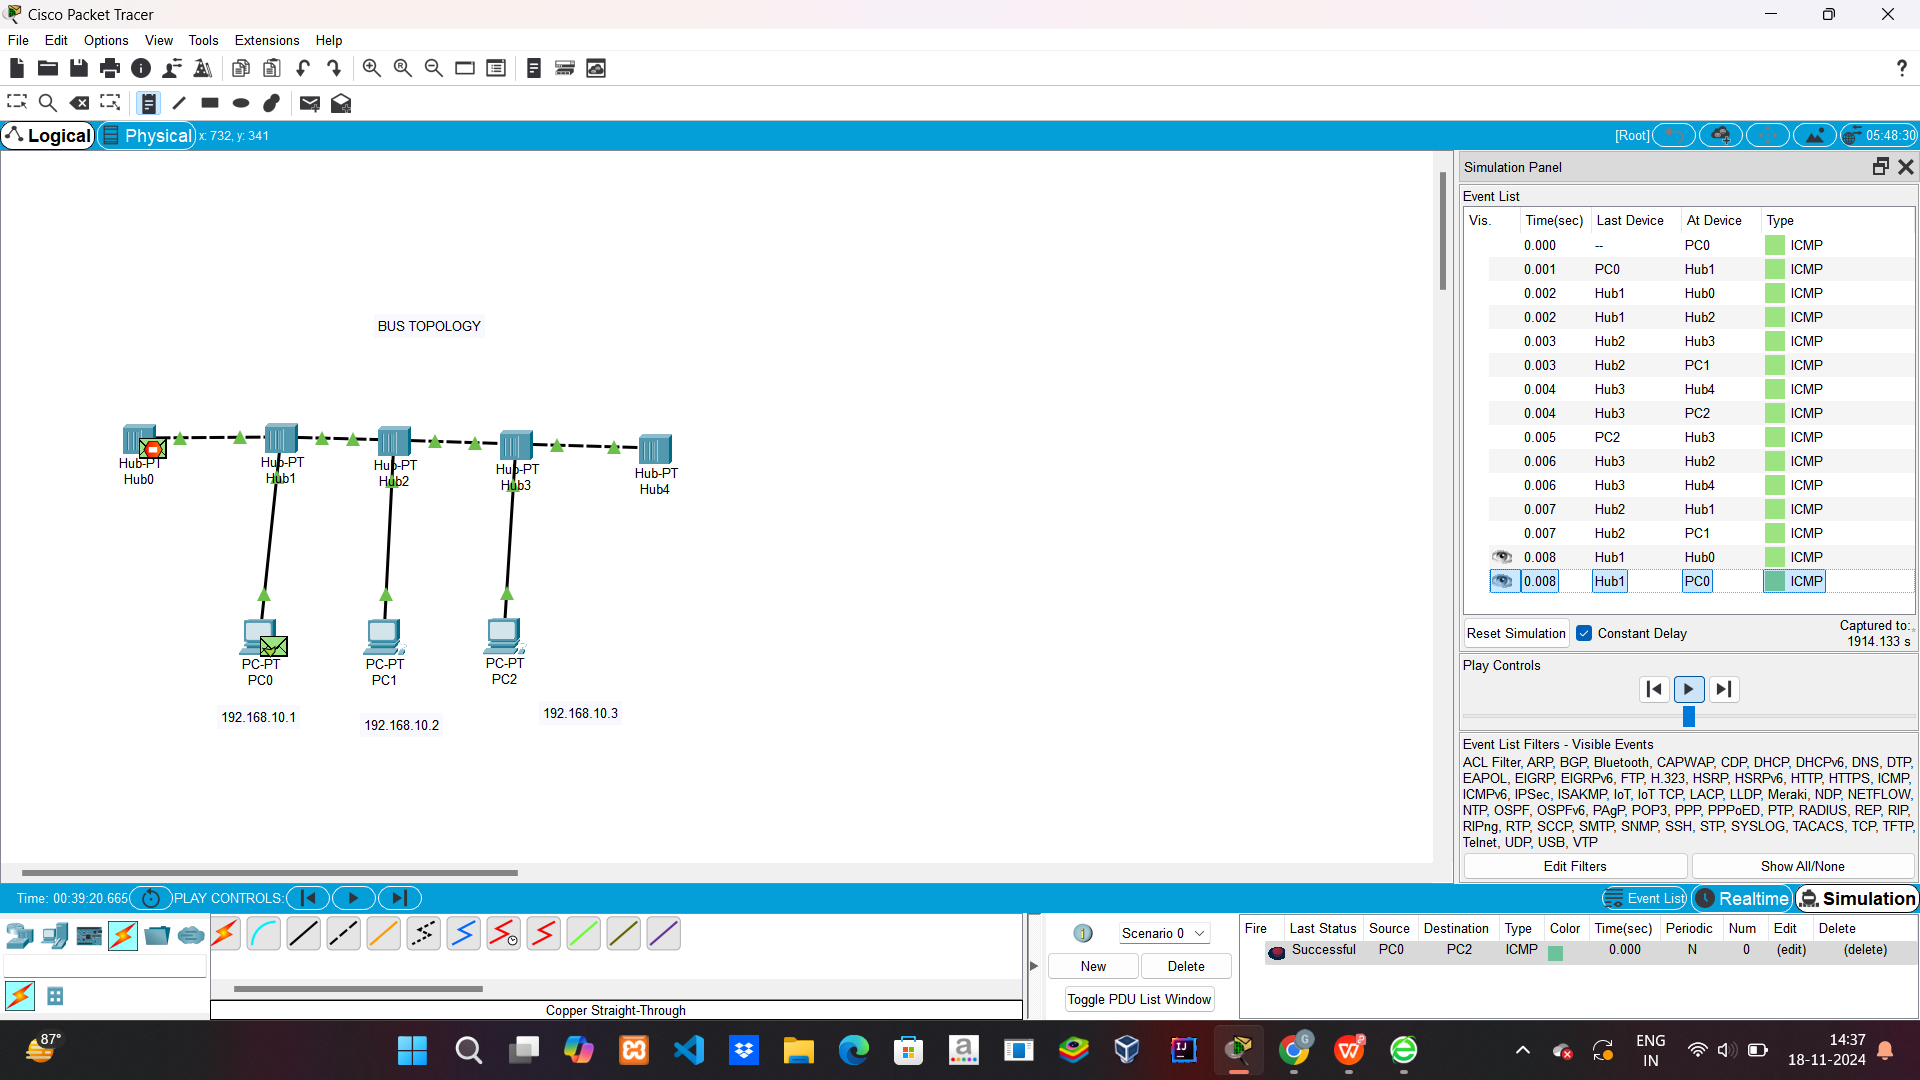 Cisco Packet Tracer
File Edit Options View Tools Extensions Help
?
Logical Physical x: 732, y: 341
[Root] 05:48:30
BUS TOPOLOGY
Hub-PT
Hub0
Hub-PT
Hub1
Hub-PT
Hub2
Hub-PT
Hub3
Hub-PT
Hub4
PC-PT
PC0
PC-PT
PC1
PC-PT
PC2
192.168.10.1
192.168.10.2
192.168.10.3
Simulation Panel
Event List
Vis. Time(sec) Last Device At Device Type
0.000 -- PC0 ICMP
0.001 PC0 Hub1 ICMP
0.002 Hub1 Hub0 ICMP
0.002 Hub1 Hub2 ICMP
0.003 Hub2 Hub3 ICMP
0.003 Hub2 PC1 ICMP
0.004 Hub3 Hub4 ICMP
0.004 Hub3 PC2 ICMP
0.005 PC2 Hub3 ICMP
0.006 Hub3 Hub2 ICMP
0.006 Hub3 Hub4 ICMP
0.007 Hub2 Hub1 ICMP
0.007 Hub2 PC1 ICMP
0.008 Hub1 Hub0 ICMP
0.008 Hub1 PC0 ICMP
Reset Simulation Constant Delay Captured to:
1914.133 s
Play Controls
Event List Filters - Visible Events
ACL Filter, ARP, BGP, Bluetooth, CAPWAP, CDP, DHCP, DHCPv6, DNS, DTP,
EAPOL, EIGRP, EIGRPv6, FTP, H.323, HSRP, HSRPv6, HTTP, HTTPS, ICMP,
ICMPv6, IPSec, ISAKMP, IoT, IoT TCP, LACP, LLDP, Meraki, NDP, NETFLOW,
NTP, OSPF, OSPFv6, PAgP, POP3, PPP, PPPoED, PTP, RADIUS, REP, RIP,
RIPng, RTP, SCCP, SMTP, SNMP, SSH, STP, SYSLOG, TACACS, TCP, TFTP,
Telnet, UDP, USB, VTP
Edit Filters Show All/None
Time: 00:39:20.665 PLAY CONTROLS:
Event List Realtime Simulation
Copper Straight-Through
Scenario 0
New Delete
Toggle PDU List Window
Fire Last Status Source Destination Type Color Time(sec) Periodic Num Edit Delete
Successful PC0 PC2 ICMP 0.000 N 0 (edit) (delete)
87°
ENG
IN
14:37
18-11-2024